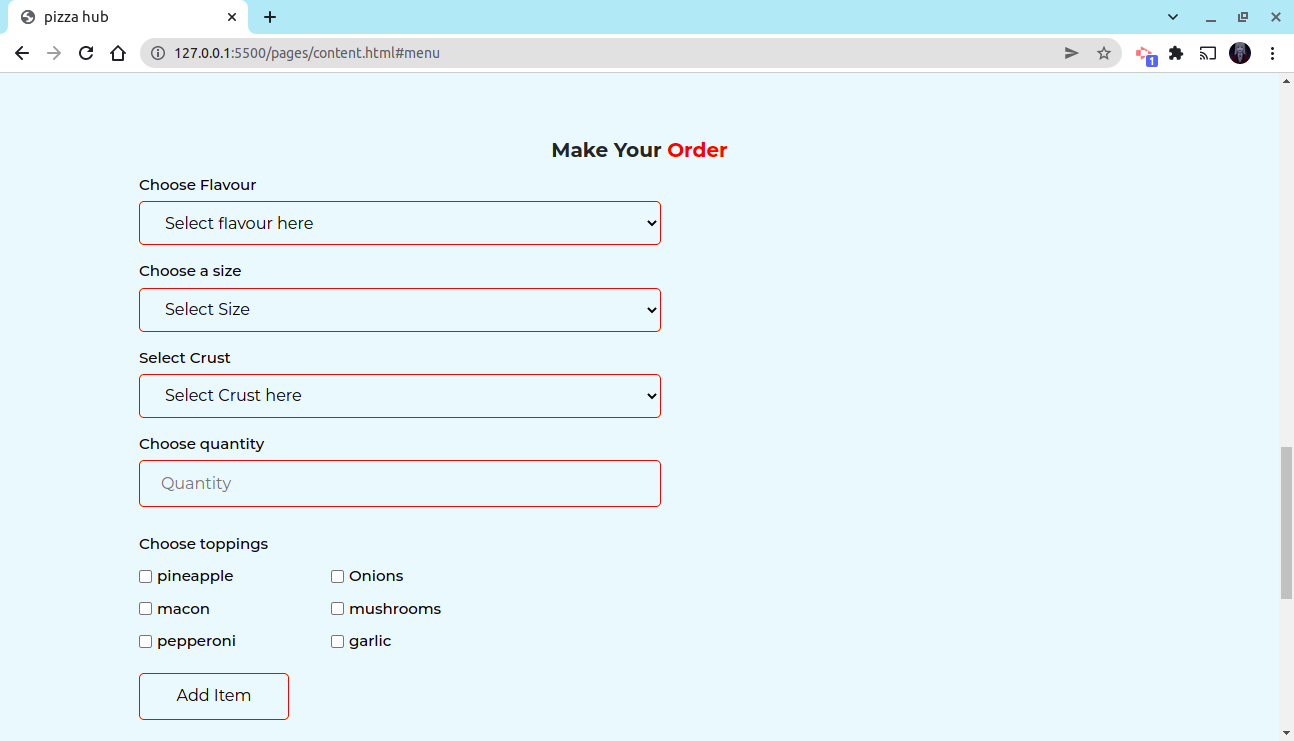 pizza hub
127.0.0.1:5500/pages/content.html#menu
1
Make Your Order
Choose Flavour
Select flavour here
Choose a size
Select Size
Select Crust
Select Crust here
Choose quantity
Quantity
Choose toppings
pineapple Onions
macon mushrooms
pepperoni garlic
Add Item